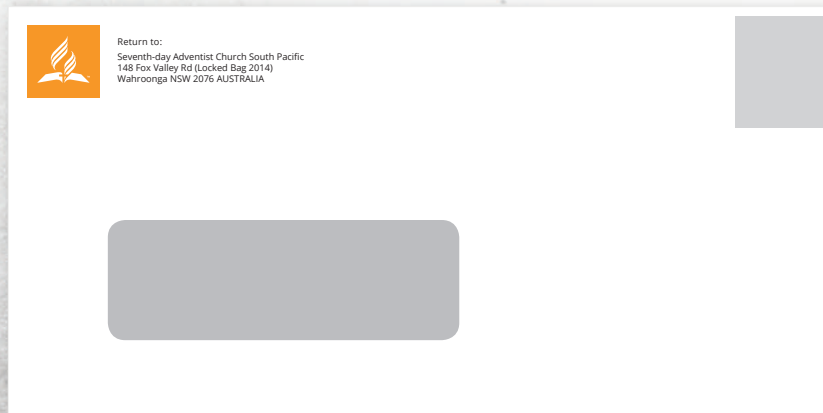 Return to:
Seventh-day Adventist Church South Pacific
148 Fox Valley Rd (Locked Bag 2014)
Wahroonga NSW 2076 AUSTRALIA